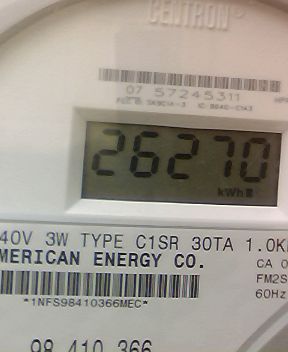 CENTRON®
07 57245311
26270
kWh
40V 3W TYPE C1SR 30TA 1.0K
MERICAN ENERGY CO.
CA 0
FM2S
60Hz
*1NFS98410366MEC*
98 410 366